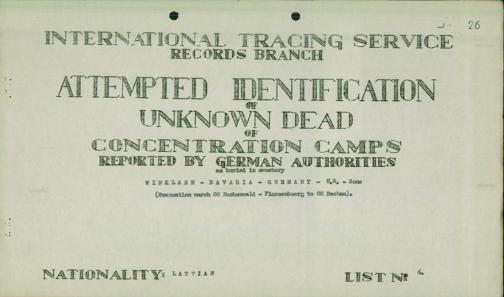 26
INTERNATIONAL TRACING SERVICE
RECORDS BRANCH
ATTEMPTED IDENTIFICATION
OF
UNKNOWN DEAD
OF
CONCENTRATION CAMPS
REPORTED BY GERMAN AUTHORITIES
as buried in cemetery
WINKLARN - BAVARIA - GERMANY - U.S. - Zone
(Evacuation march CC Buchenwald - Flossenbuerg to CC Dachau).
NATIONALITY: LATVIAN
LIST Nº 6.